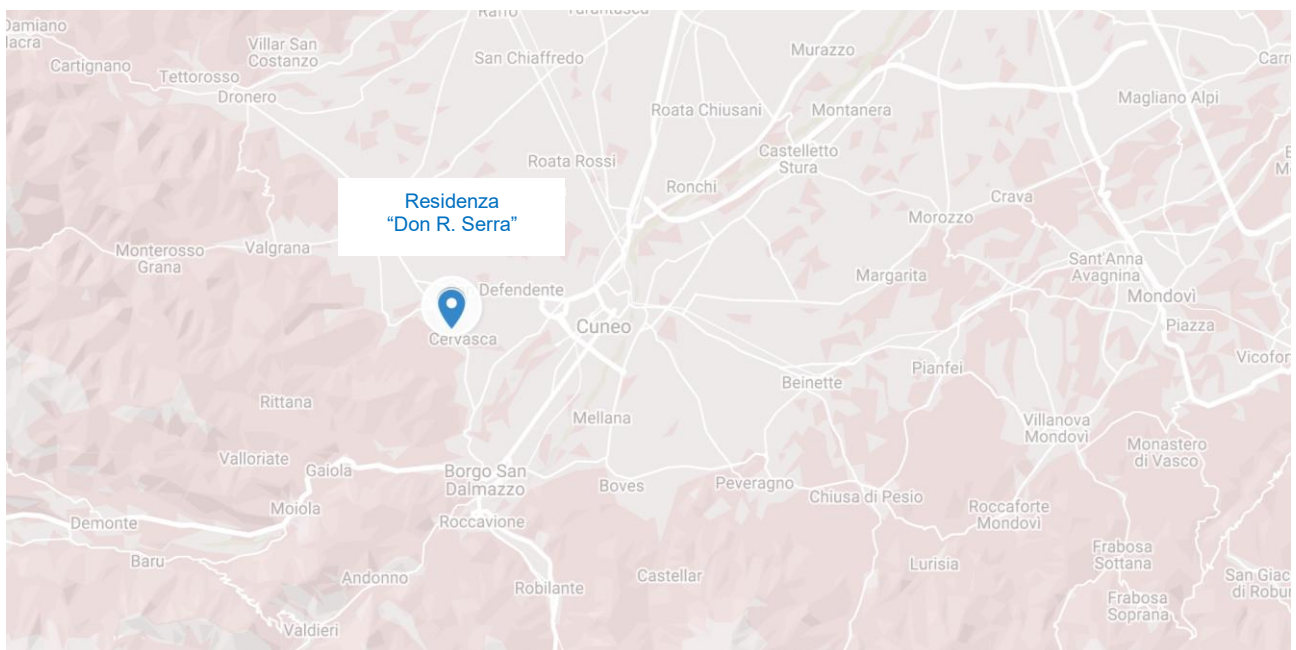 Damiano
Villar San
Costanzo
San Chiaffredo
Murazzo
Cartignano
Tettorosso
Dronero
Roata Chiusani
Montanera
Magliano Alpi
Roata Rossi
Castelletto
Stura
Ronchi
Residenza
“Don R. Serra”
Crava
Morozzo
Monterosso
Grana
Valgrana
Margarita
Sant'Anna
Avagnina
Defendente
Mondovì
Cuneo
Piazza
Cervasca
Pianfei
Beinette
Rittana
Mellana
Villanova
Mondovì
Monastero
di Vasco
Valloriate
Gaiola
Borgo San
Dalmazzo
Boves
Peveragno
Chiusa di Pesio
Moiola
Roccavione
Roccaforte
Mondovì
Demonte
Baru
Andonno
Robilante
Castellar
Lurisia
Frabosa
Sottana
San Giac
di Robur
Frabosa
Soprana
Valdieri